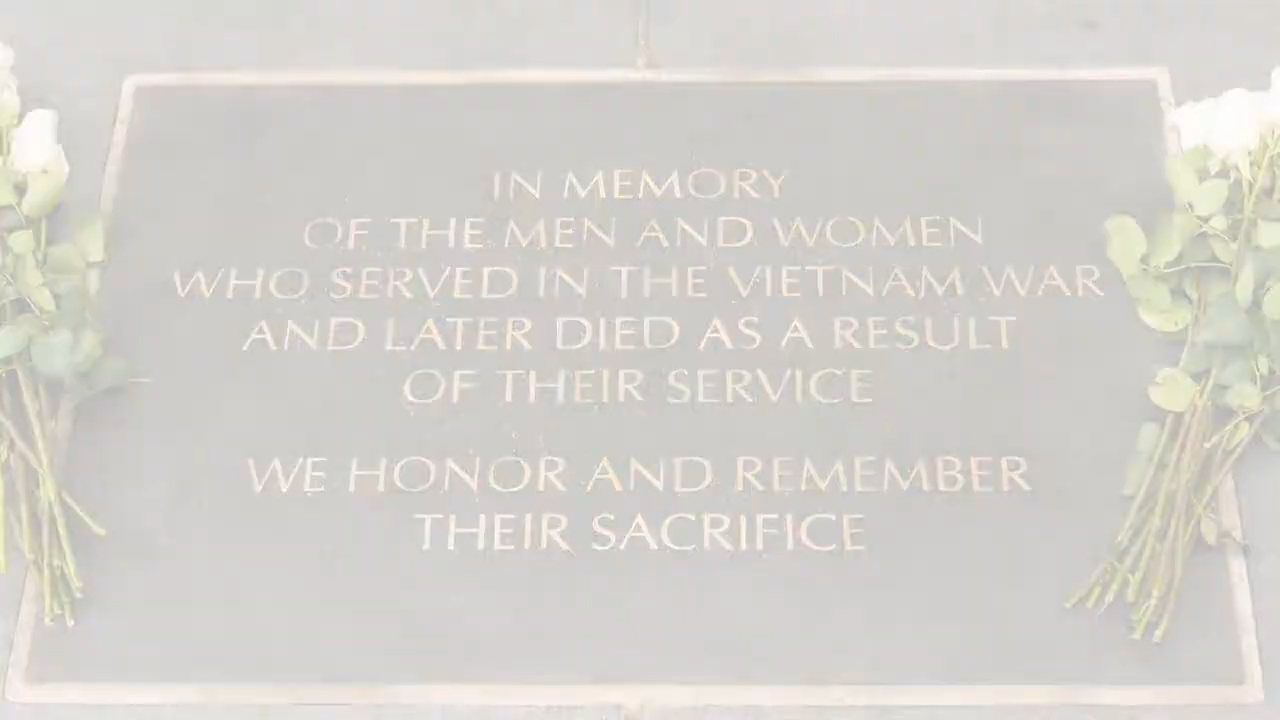 IN MEMORY
OF THE MEN AND WOMEN
WHO SERVED IN THE VIETNAM WAR
AND LATER DIED AS A RESULT
OF THEIR SERVICE
WE HONOR AND REMEMBER
THEIR SACRIFICE